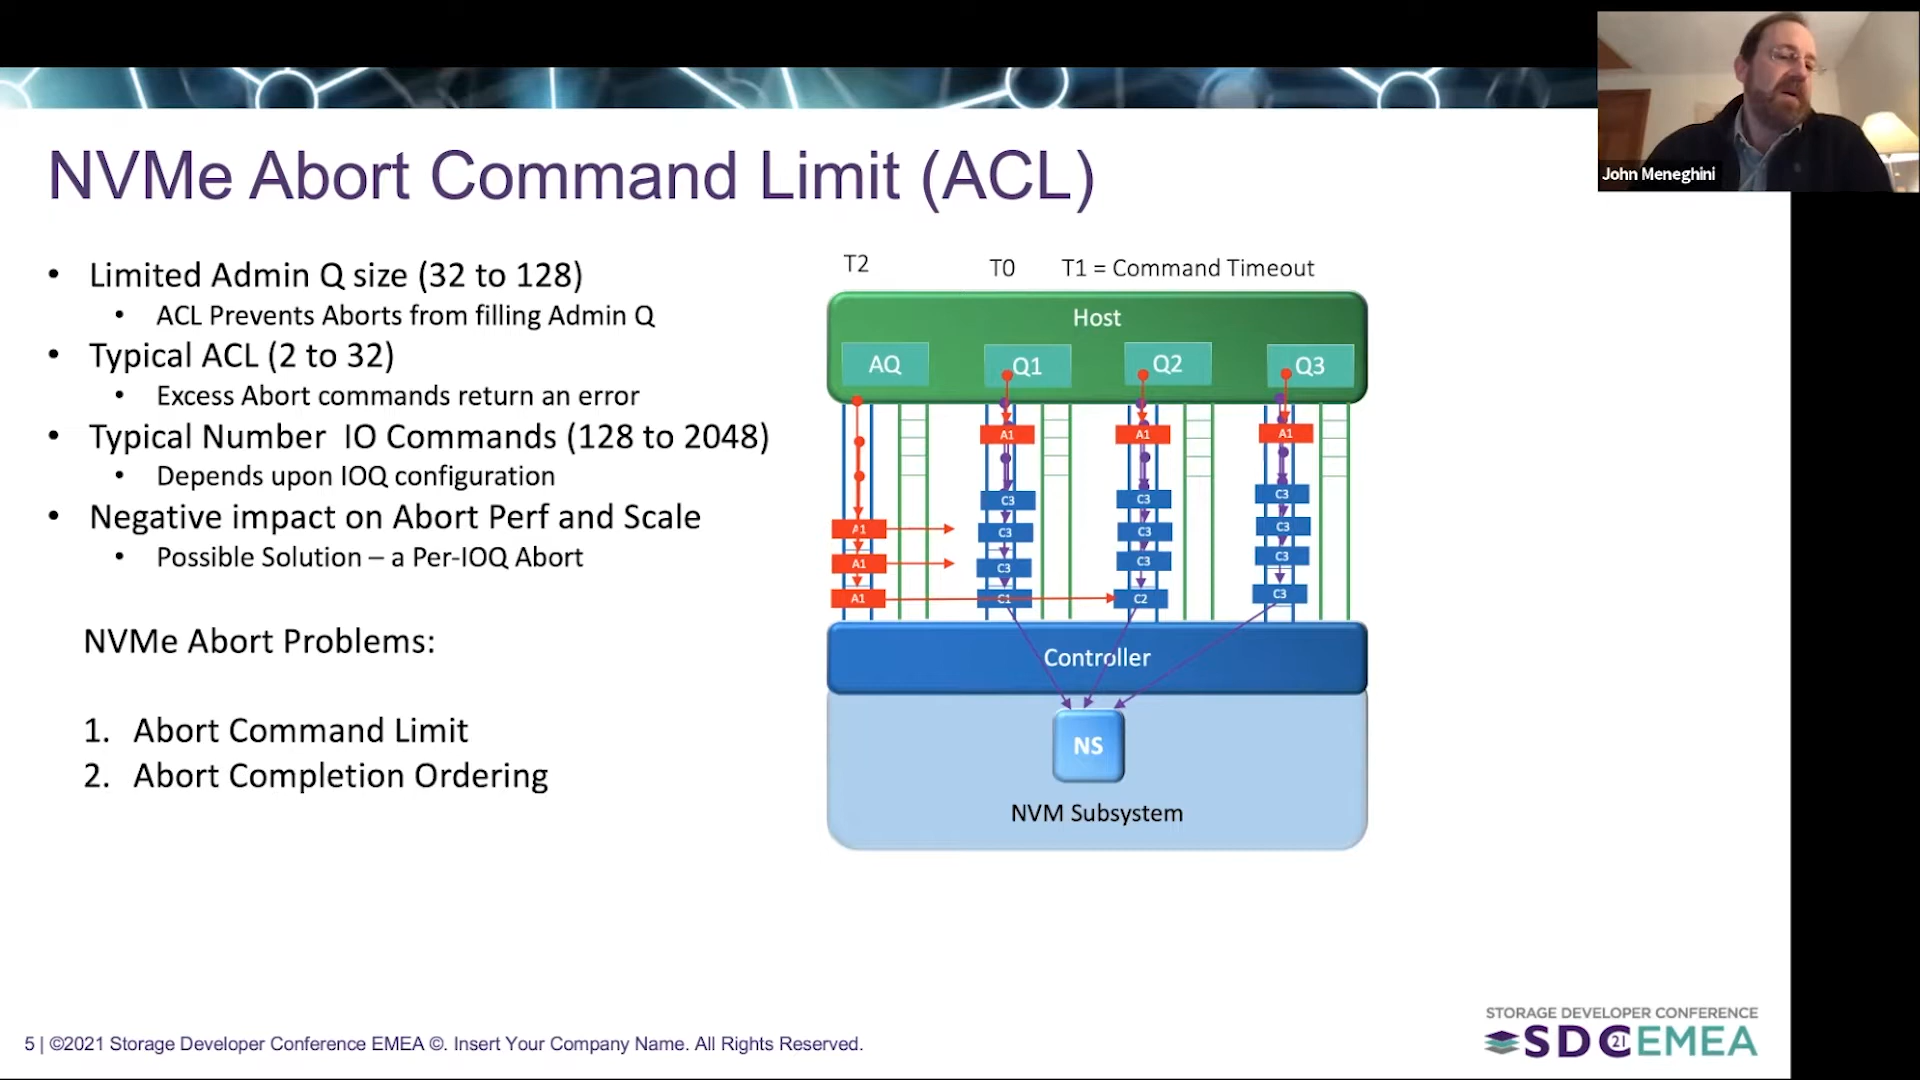 John Meneghini
NVMe Abort Command Limit (ACL)
• Limited Admin Q size (32 to 128)
• ACL Prevents Aborts from filling Admin Q
• Typical ACL (2 to 32)
• Excess Abort commands return an error
• Typical Number IO Commands (128 to 2048)
• Depends upon IOQ configuration
• Negative impact on Abort Perf and Scale
• Possible Solution – a Per-IOQ Abort
NVMe Abort Problems:
1. Abort Command Limit
2. Abort Completion Ordering
T2 T0 T1 = Command Timeout
Host
AQ Q1 Q2 Q3
A1 A1 A1
C3 C3 C3
A1 C3 C3 C3
A1 C3 C3 C3
A1 C1 C2 C3
Controller
NS
NVM Subsystem
5 | ©2021 Storage Developer Conference EMEA ©. Insert Your Company Name. All Rights Reserved.
STORAGE DEVELOPER CONFERENCE
SDC 21 EMEA